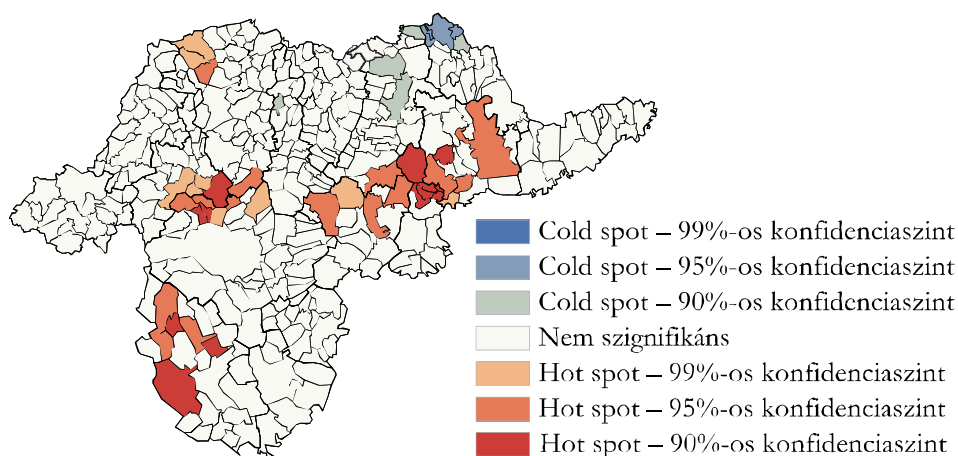 Cold spot – 99%-os konfidenciaszint
Cold spot – 95%-os konfidenciaszint
Cold spot – 90%-os konfidenciaszint
Nem szignifikáns
Hot spot – 99%-os konfidenciaszint
Hot spot – 95%-os konfidenciaszint
Hot spot – 90%-os konfidenciaszint